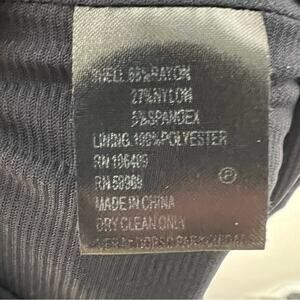 SHELL: 68%RAYON
27%NYLON
5%SPANDEX
LINING: 100%POLYESTER
RN 106409
RN 58969
MADE IN CHINA
DRY CLEAN ONLY
P